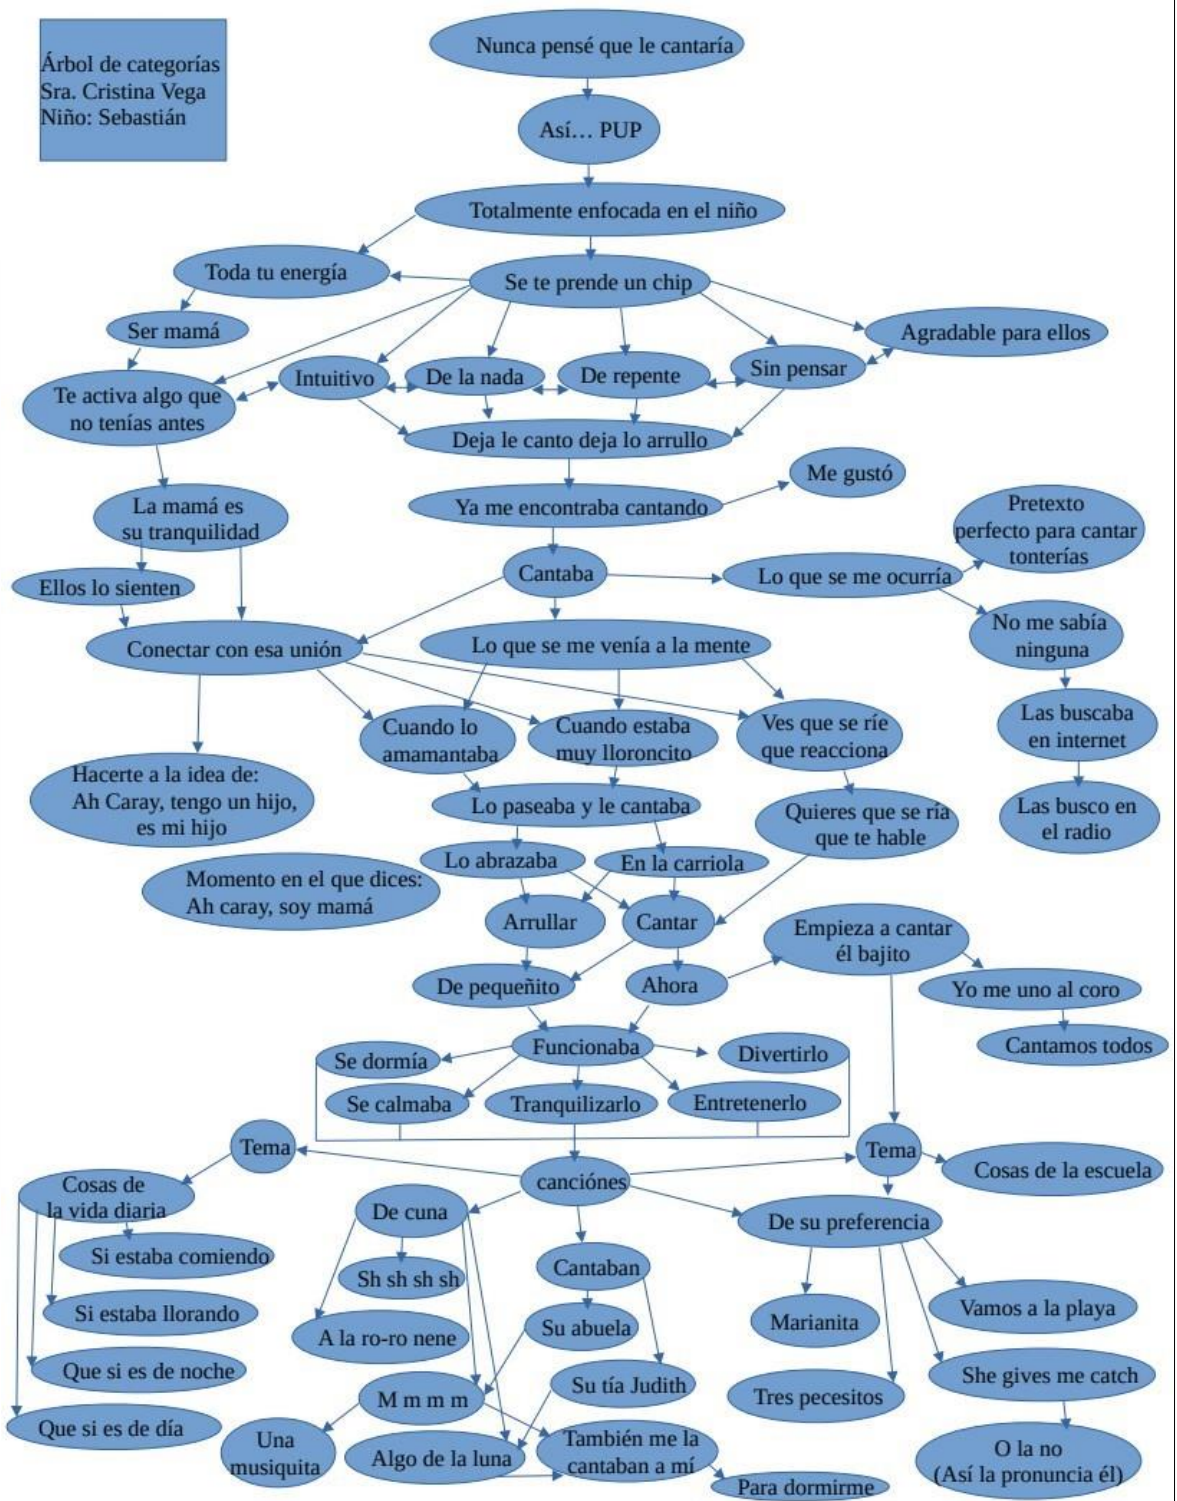 Árbol de categorías
Sra. Cristina Vega
Niño: Sebastián
Nunca pensé que le cantaría
Así... PUP
Totalmente enfocada en el niño
Toda tu energía
Se te prende un chip
Ser mamá
Agradable para ellos
Te activa algo que
no tenías antes
Intuitivo
De la nada
De repente
Sin pensar
Deja le canto deja lo arrullo
Me gustó
La mamá es
su tranquilidad
Ya me encontraba cantando
Pretexto
perfecto para cantar
tonterías
Ellos lo sienten
Cantaba
Lo que se me ocurría
Conectar con esa unión
Lo que se me venía a la mente
No me sabía
ninguna
Cuando lo
amamantaba
Cuando estaba
muy lloroncito
Ves que se ríe
que reacciona
Las buscaba
en internet
Hacerte a la idea de:
Ah Caray, tengo un hijo,
es mi hijo
Lo paseaba y le cantaba
Quieres que se ría
que te hable
Las busco en
el radio
Momento en el que dices:
Ah caray, soy mamá
Lo abrazaba
En la carriola
Arrullar
Cantar
Empieza a cantar
él bajito
De pequeñito
Ahora
Yo me uno al coro
Cantamos todos
Funcionaba
Se dormía
Divertirlo
Se calmaba
Tranquilizarlo
Entretenerlo
Tema
Tema
canciónes
Cosas de la escuela
Cosas de
la vida diaria
De cuna
De su preferencia
Si estaba comiendo
Sh sh sh sh
Cantaban
Si estaba llorando
A la ro-ro nene
Su abuela
Marianita
Vamos a la playa
Que si es de noche
M m m m
Su tía Judith
Tres pecesitos
She gives me catch
Que si es de día
Una
musiquita
Algo de la luna
También me la
cantaban a mí
O la no
(Así la pronuncia él)
Para dormirme